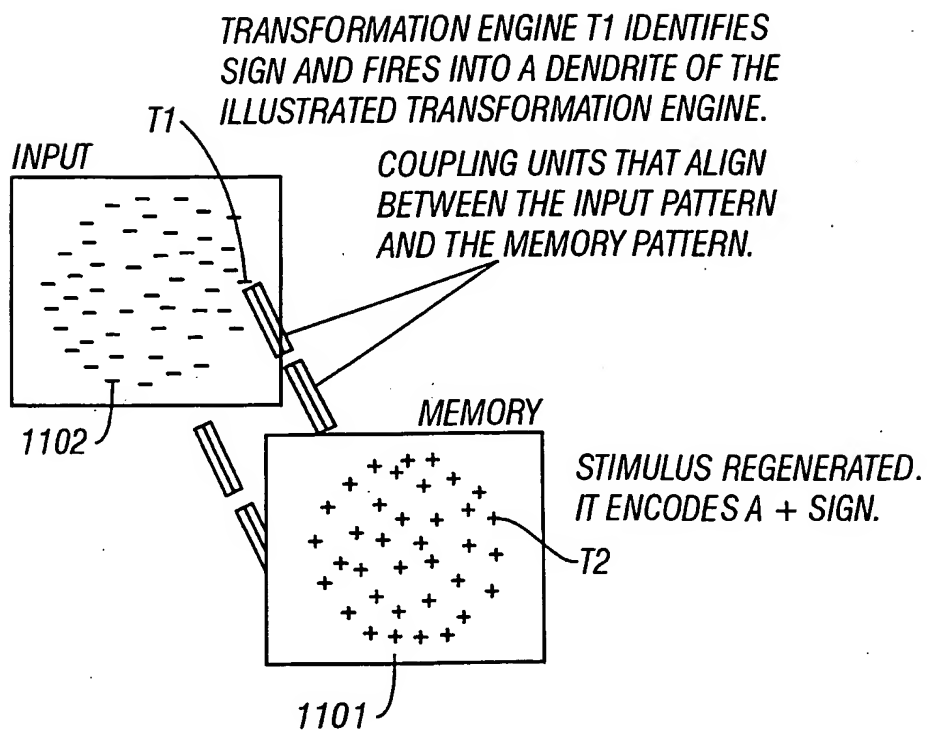 TRANSFORMATION ENGINE T1 IDENTIFIES
SIGN AND FIRES INTO A DENDRITE OF THE
ILLUSTRATED TRANSFORMATION ENGINE.
T1
INPUT
COUPLING UNITS THAT ALIGN
BETWEEN THE INPUT PATTERN
AND THE MEMORY PATTERN.
1102
MEMORY
STIMULUS REGENERATED.
IT ENCODES A + SIGN.
T2
1101